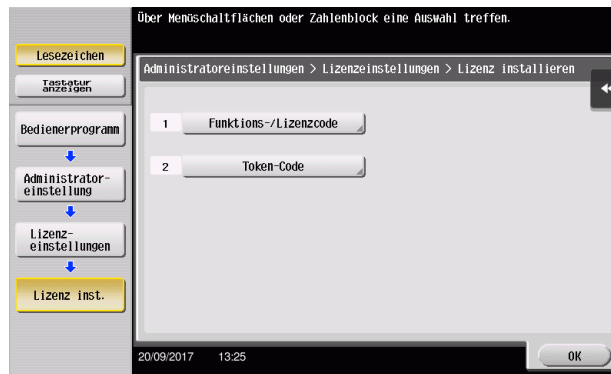 Über Menüschaltflächen oder Zahlenblock eine Auswahl treffen.
Lesezeichen
Tastatur
anzeigen
Bedienerprogramm
Administrator-
einstellung
Lizenz-
einstellungen
Lizenz inst.
Administratoreinstellungen > Lizenzeinstellungen > Lizenz installieren
1 Funktions-/Lizenzcode
2 Token-Code
20/09/2017 13:25
OK